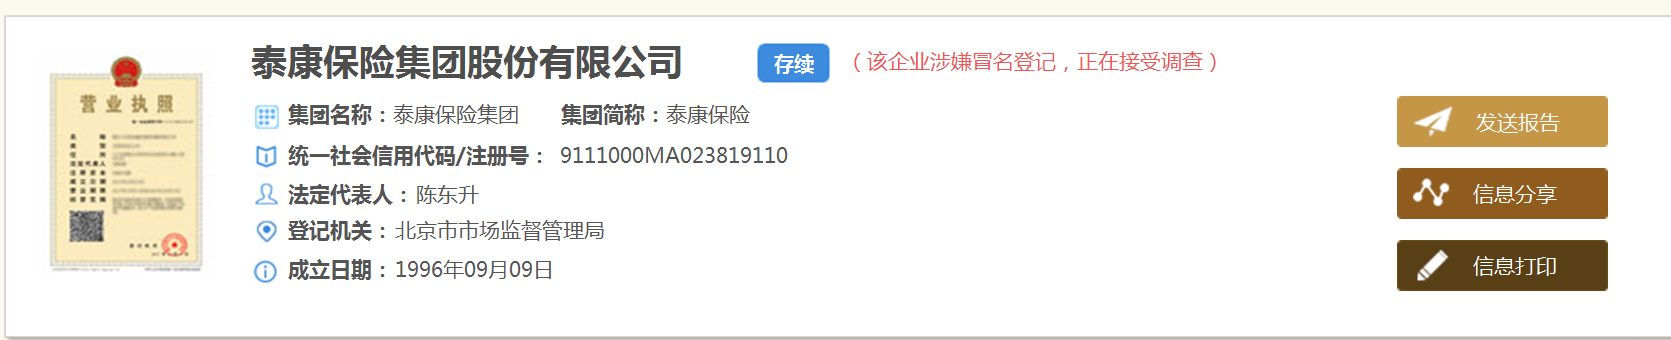 泰康保险集团股份有限公司 存续 （该企业涉嫌冒名登记，正在接受调查）
集团名称：泰康保险集团 集团简称：泰康保险
统一社会信用代码/注册号： 9111000MA023819110
法定代表人：陈东升
登记机关：北京市市场监督管理局
成立日期：1996年09月09日
营业执照
发送报告
信息分享
信息打印